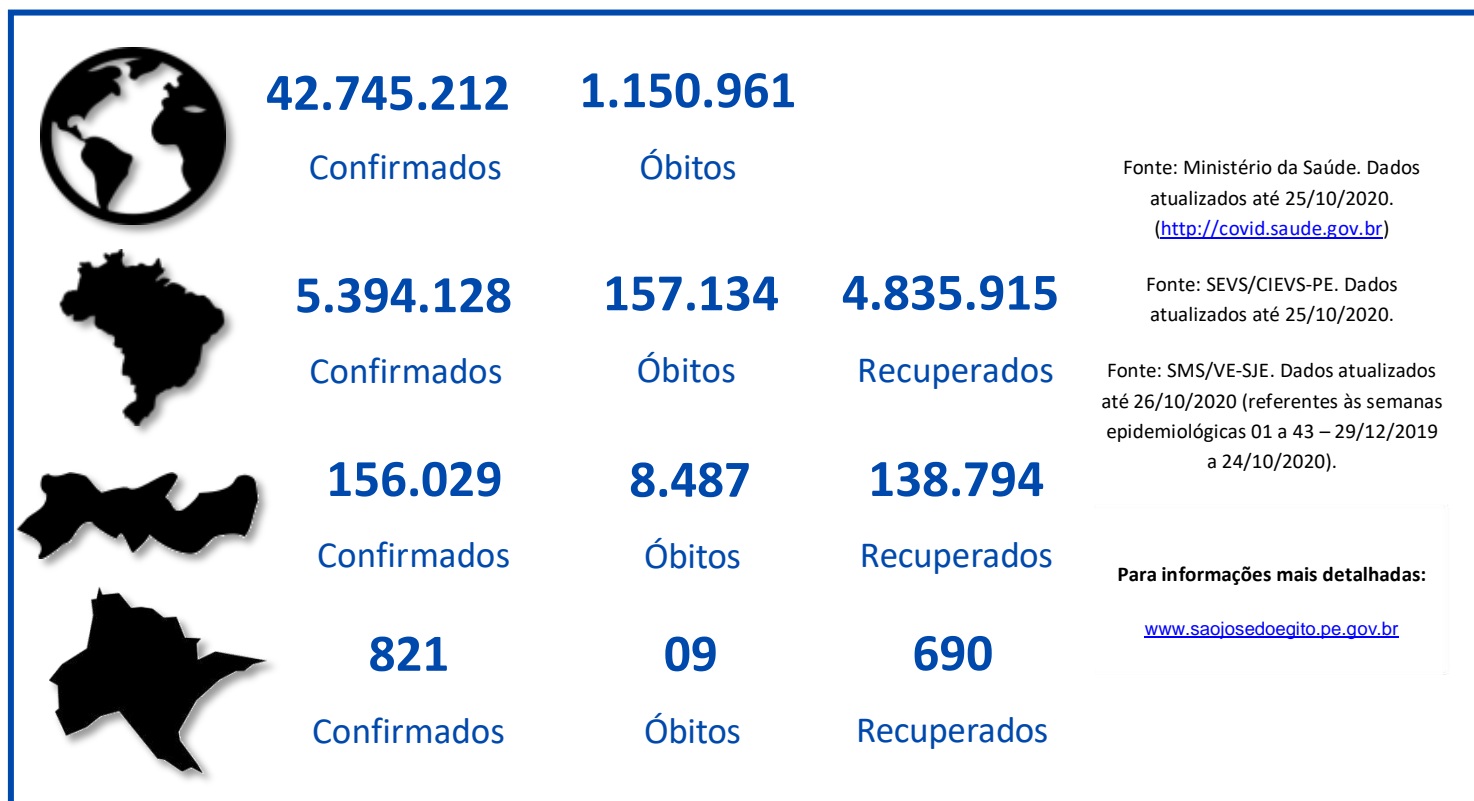 42.745.212 1.150.961
Confirmados Óbitos
5.394.128 157.134 4.835.915
Confirmados Óbitos Recuperados
156.029 8.487 138.794
Confirmados Óbitos Recuperados
821 09 690
Confirmados Óbitos Recuperados
Fonte: Ministério da Saúde. Dados
atualizados até 25/10/2020.
(http://covid.saude.gov.br)
Fonte: SEVS/CIEVS-PE. Dados
atualizados até 25/10/2020.
Fonte: SMS/VE-SJE. Dados atualizados
até 26/10/2020 (referentes às semanas
epidemiológicas 01 a 43 – 29/12/2019
a 24/10/2020).
Para informações mais detalhadas:
www.saojosedoegito.pe.gov.br